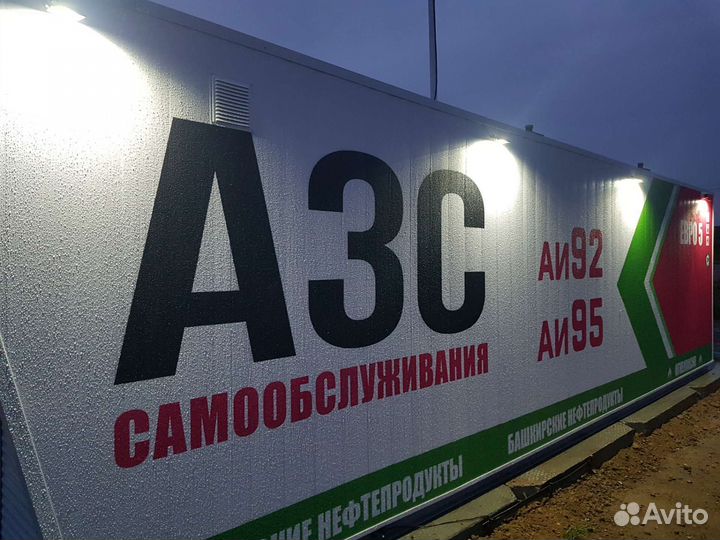 АЗС
САМООБСЛУЖИВАНИЯ
АИ92
АИ95
ЕВРО 5
БАШКИРСКИЕ НЕФТЕПРОДУКТЫ
НЕФТЕПРОДУКТЫ
Avito